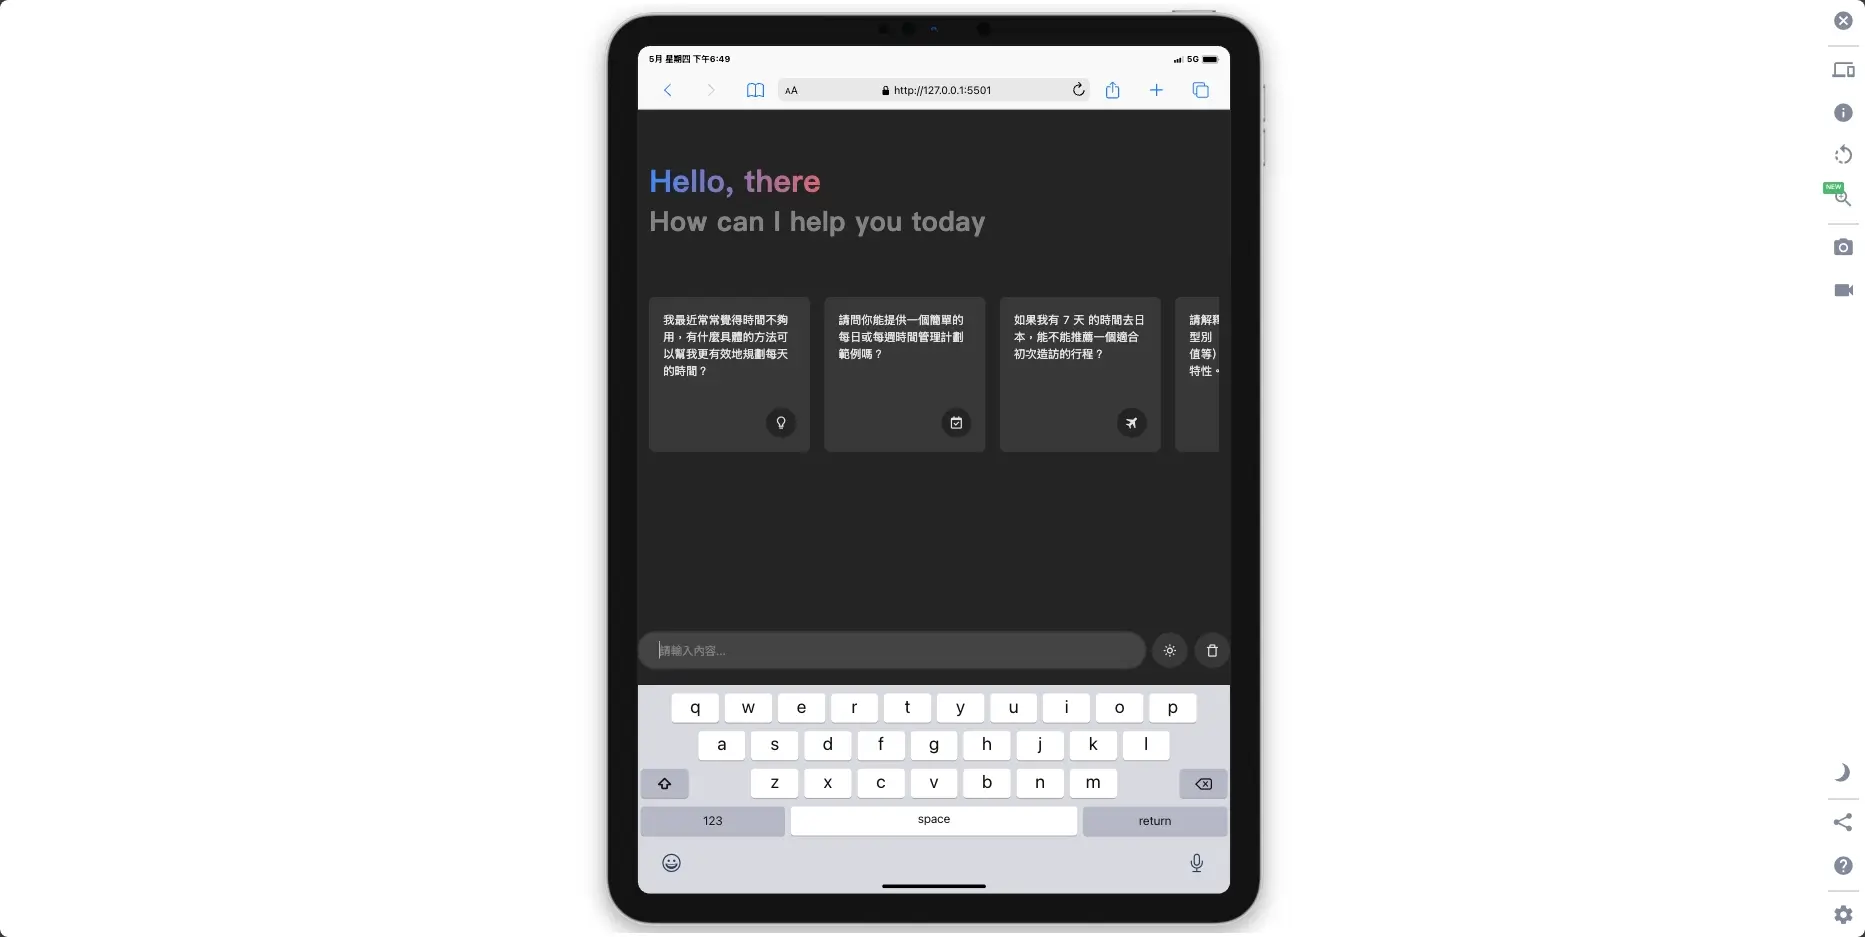 5月 星期四 下午6:49
5G
AA
http://127.0.0.1:5501
NEW
Hello, there
How can I help you today
我最近常常覺得時間不夠
用，有什麼具體的方法可
以幫我更有效地規劃每天
的時間？
請問你能提供一個簡單的
每日或每週時間管理計劃
範例嗎？
如果我有 7 天 的時間去日
本，能不能推薦一個適合
初次造訪的行程？
請解釋
型別
值等）
特性。
請輸入內容...
q w e r t y u i o p
a s d f g h j k l
z x c v b n m
123 space return